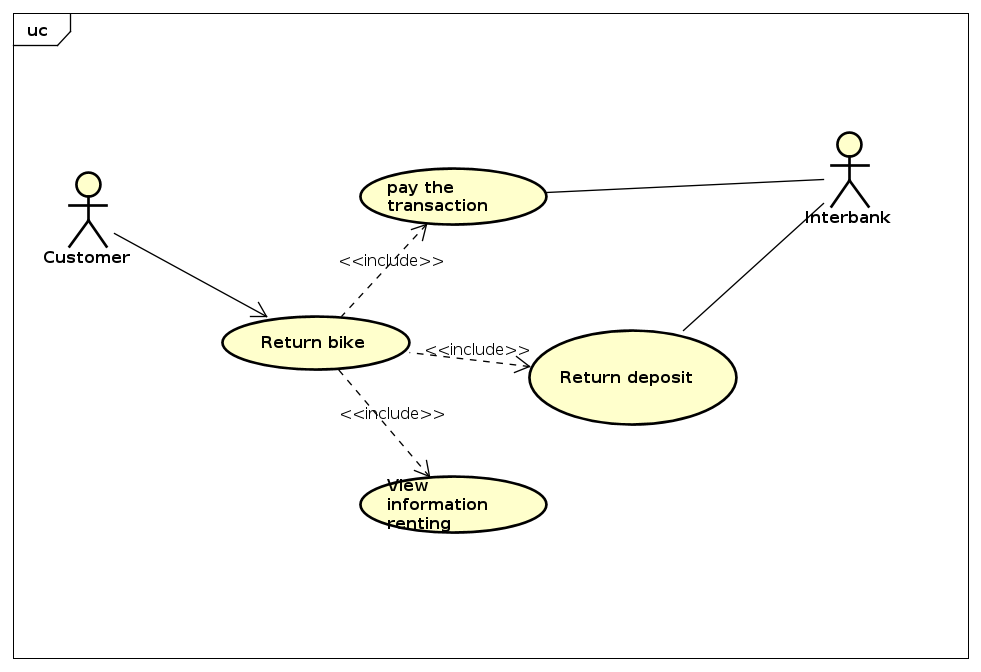 uc
pay the
transaction
Interbank
Customer
<<include>>
Return bike
<<include>>
Return deposit
<<include>>
View
information
renting